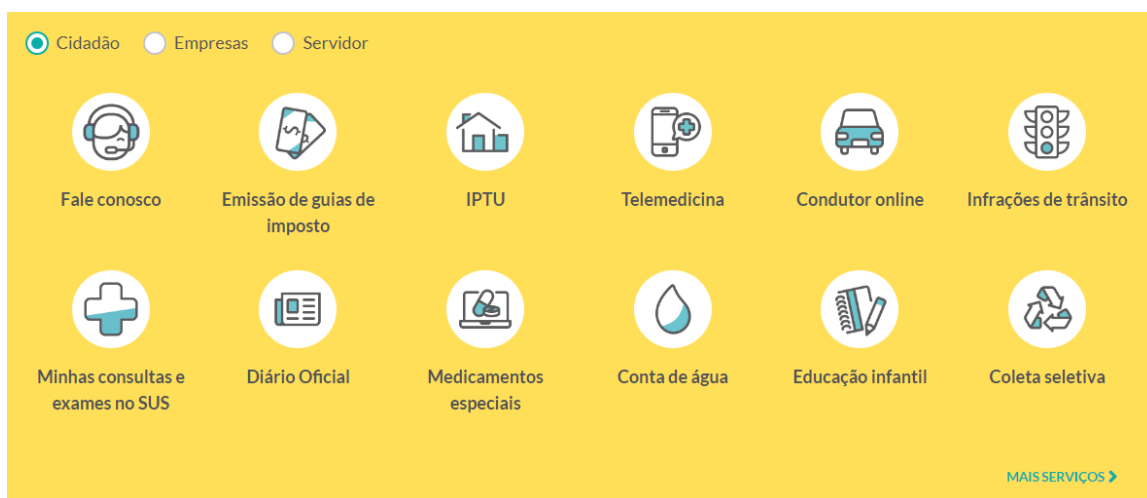 Cidadão Empresas Servidor
Fale conosco Emissão de guias de IPTU Telemedicina Condutor online Infrações de trânsito
imposto
Minhas consultas e Diário Oficial Medicamentos Conta de água Educação infantil Coleta seletiva
exames no SUS especiais
MAIS SERVIÇOS